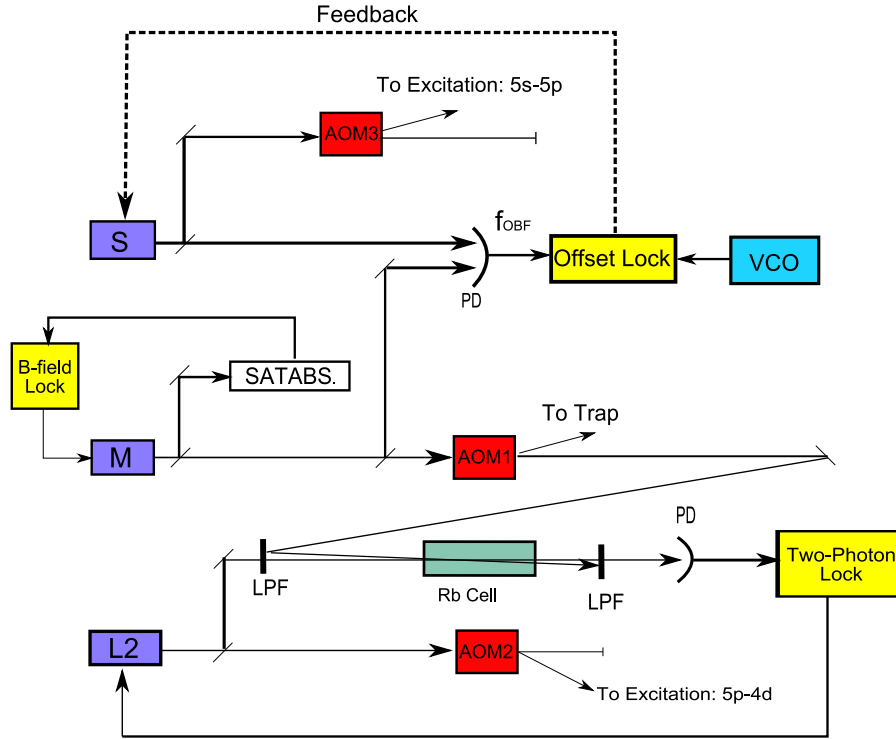 Feedback
To Excitation: 5s-5p
AOM3
S
fOBF
Offset Lock
VCO
PD
B-field
Lock
SATABS.
To Trap
M
AOM1
PD
Two-Photon
Lock
LPF
Rb Cell
LPF
L2
AOM2
To Excitation: 5p-4d